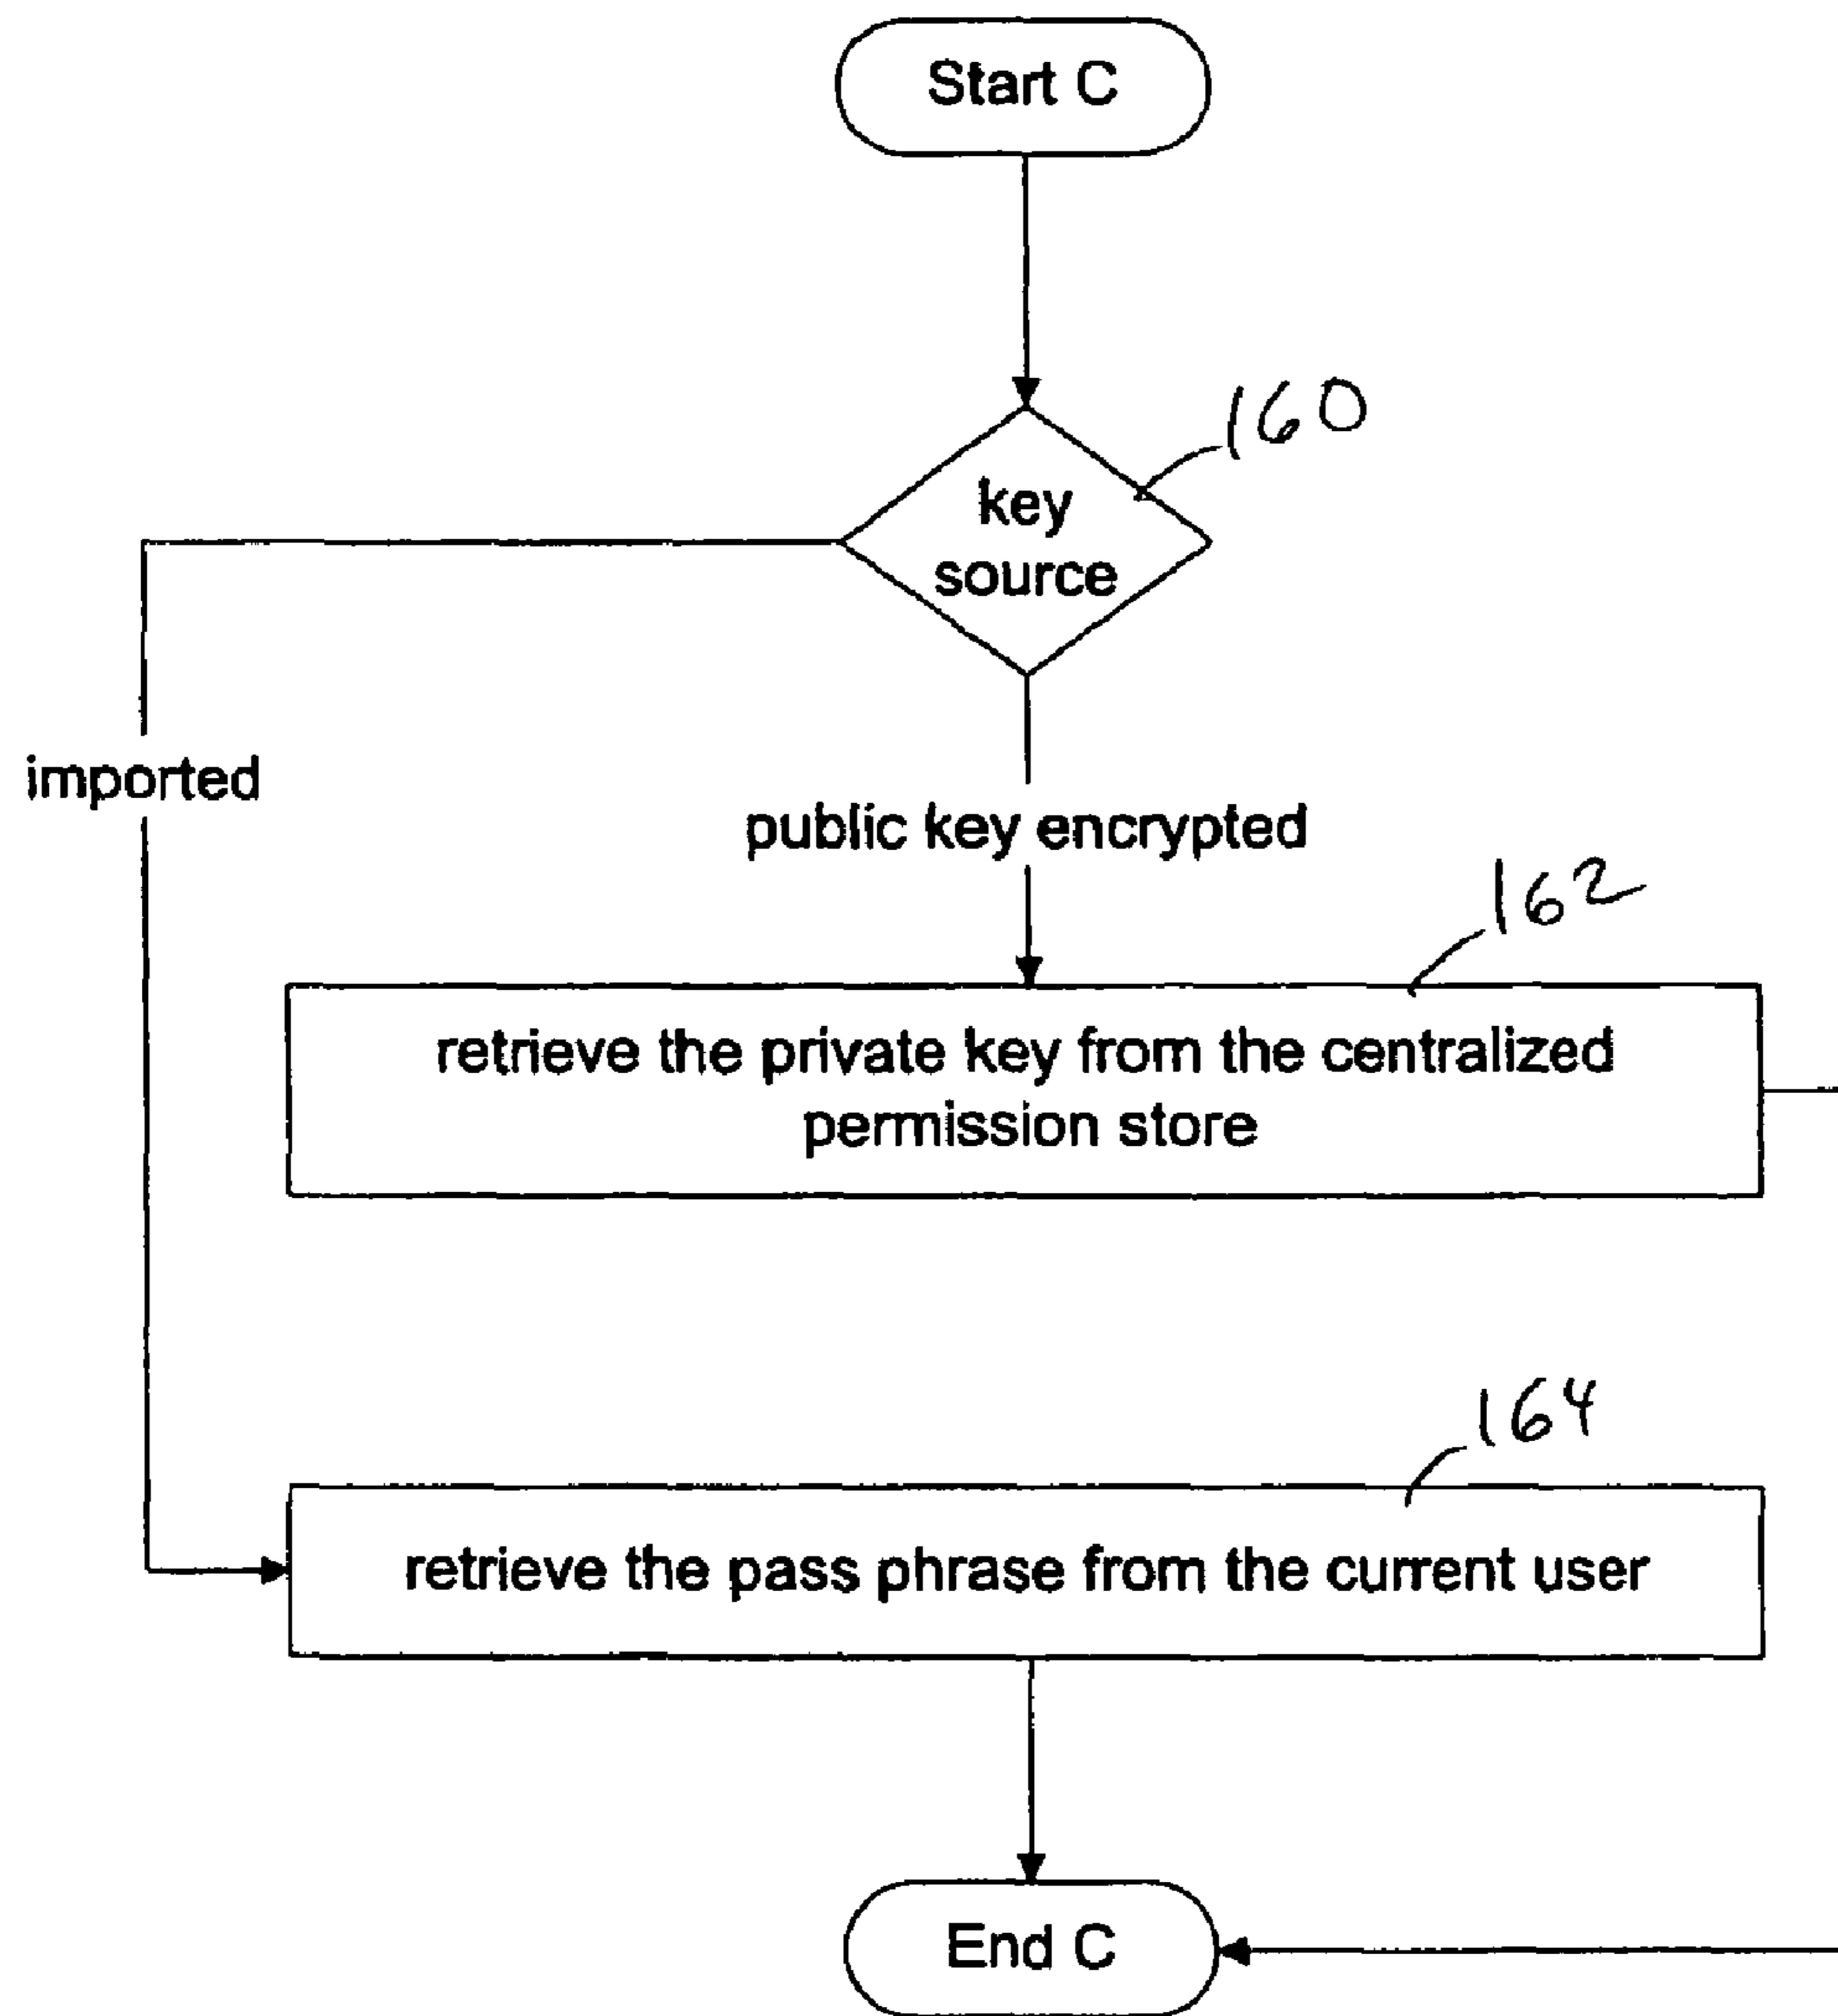 Start C
160
key
source
imported
public key encrypted
162
retrieve the private key from the centralized
permission store
164
retrieve the pass phrase from the current user
End C